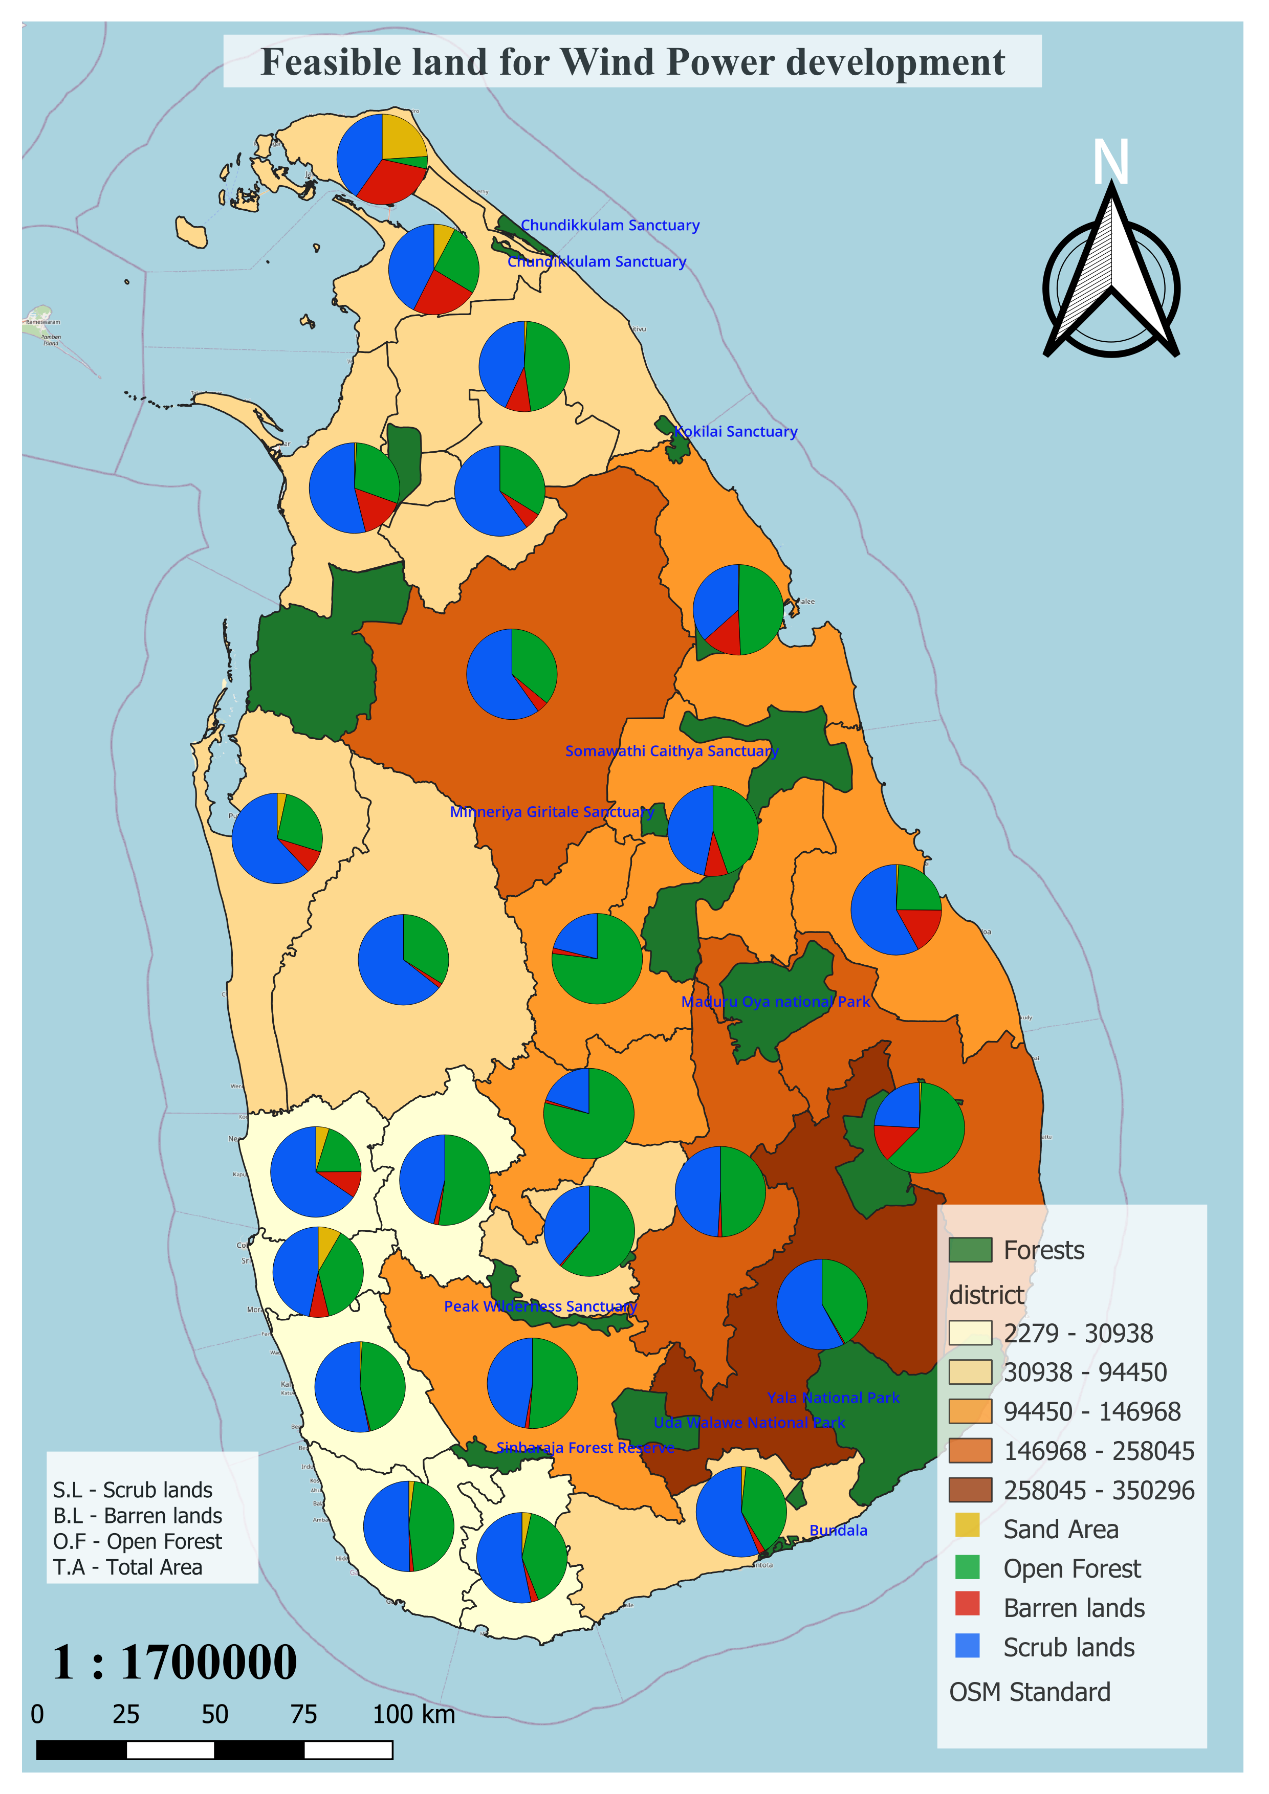 Feasible land for Wind Power development
N
Chundikkulam Sanctuary
Chundikkulam Sanctuary
Kokilai Sanctuary
Somawathi Caithya Sanctuary
Minneriya Giritale Sanctuary
Maduru Oya national Park
Peak Wilderness Sanctuary
Yala National Park
Uda Walawe National Park
Sinbaraja Forest Reserve
Bundala
Forests
district
2279 - 30938
30938 - 94450
94450 - 146968
146968 - 258045
258045 - 350296
Sand Area
Open Forest
Barren lands
Scrub lands
OSM Standard
S.L - Scrub lands
B.L - Barren lands
O.F - Open Forest
T.A - Total Area
1 : 1700000
0 25 50 75 100 km